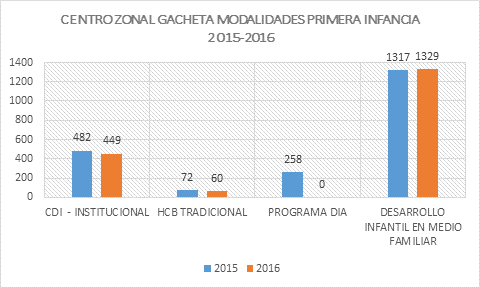 CENTRO ZONAL GACHETA MODALIDADES PRIMERA INFANCIA
2015-2016
1400
1200
1000
800
600
400
200
0
482
449
72
60
258
0
1317
1329
CDI - INSTITUCIONAL
HCB TRADICIONAL
PROGRAMA DIA
DESARROLLO
INFANTIL EN MEDIO
FAMILIAR
2015
2016